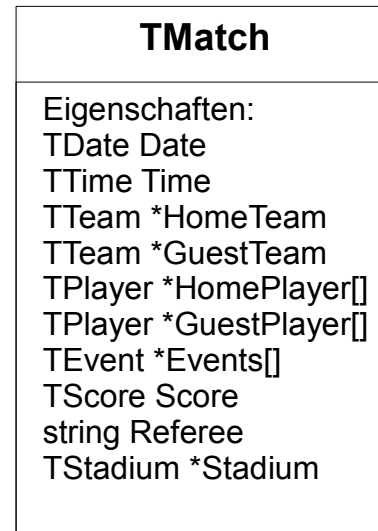 TMatch
Eigenschaften:
TDate Date
TTime Time
TTeam *HomeTeam
TTeam *GuestTeam
TPlayer *HomePlayer[]
TPlayer *GuestPlayer[]
TEvent *Events[]
TScore Score
string Referee
TStadium *Stadium